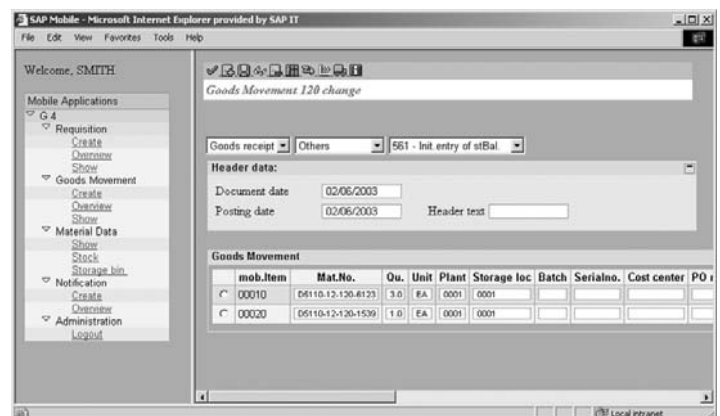 SAP Mobile - Microsoft Internet Explorer provided by SAP IT
File Edit View Favorites Tools Help
Welcome, SMITH
Mobile Applications
G 4
Requisition
Create
Overview
Show
Goods Movement
Create
Overview
Show
Material Data
Show
Stock
Storage bin
Notification
Create
Overview
Administration
Logout
Goods Movement 120 change
Goods receipt Others 561 - Init.entry of stBal.
Header data:
Document date 02/06/2003
Posting date 02/06/2003 Header text
Goods Movement
mob.Item Mat.No. Qu. Unit Plant Storage loc Batch Serialno. Cost center PO
00010 D5110-12-120-6123 3.0 EA 0001 0001
00020 D5110-12-120-1539 1.0 EA 0001 0001
Local intranet